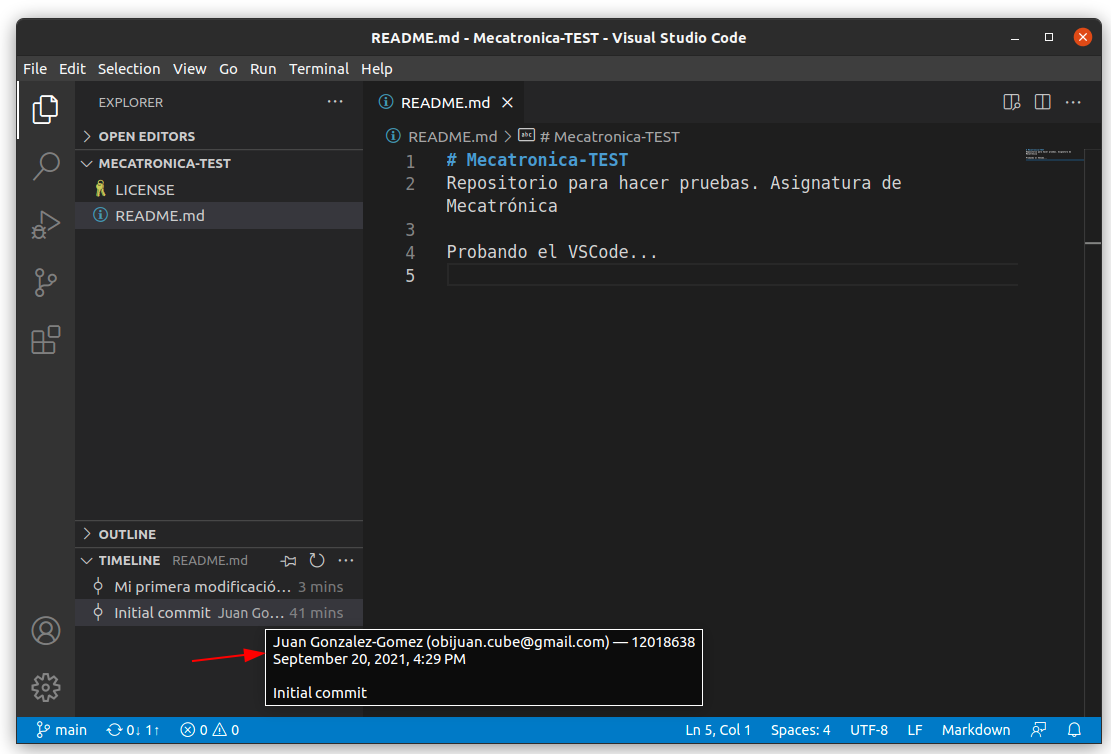 README.md - Mecatronica-TEST - Visual Studio Code
File Edit Selection View Go Run Terminal Help
EXPLORER
OPEN EDITORS
MECATRONICA-TEST
LICENSE
README.md
README.md
README.md > # Mecatronica-TEST
1 # Mecatronica-TEST
2 Repositorio para hacer pruebas. Asignatura de
Mecatrónica
3
4 Probando el VSCode...
5
OUTLINE
TIMELINE README.md
Mi primera modificació... 3 mins
Initial commit Juan Go... 41 mins
Juan Gonzalez-Gomez (obijuan.cube@gmail.com) — 12018638
September 20, 2021, 4:29 PM
Initial commit
main 0↓ 1↑ 0 0 Ln 5, Col 1 Spaces: 4 UTF-8 LF Markdown